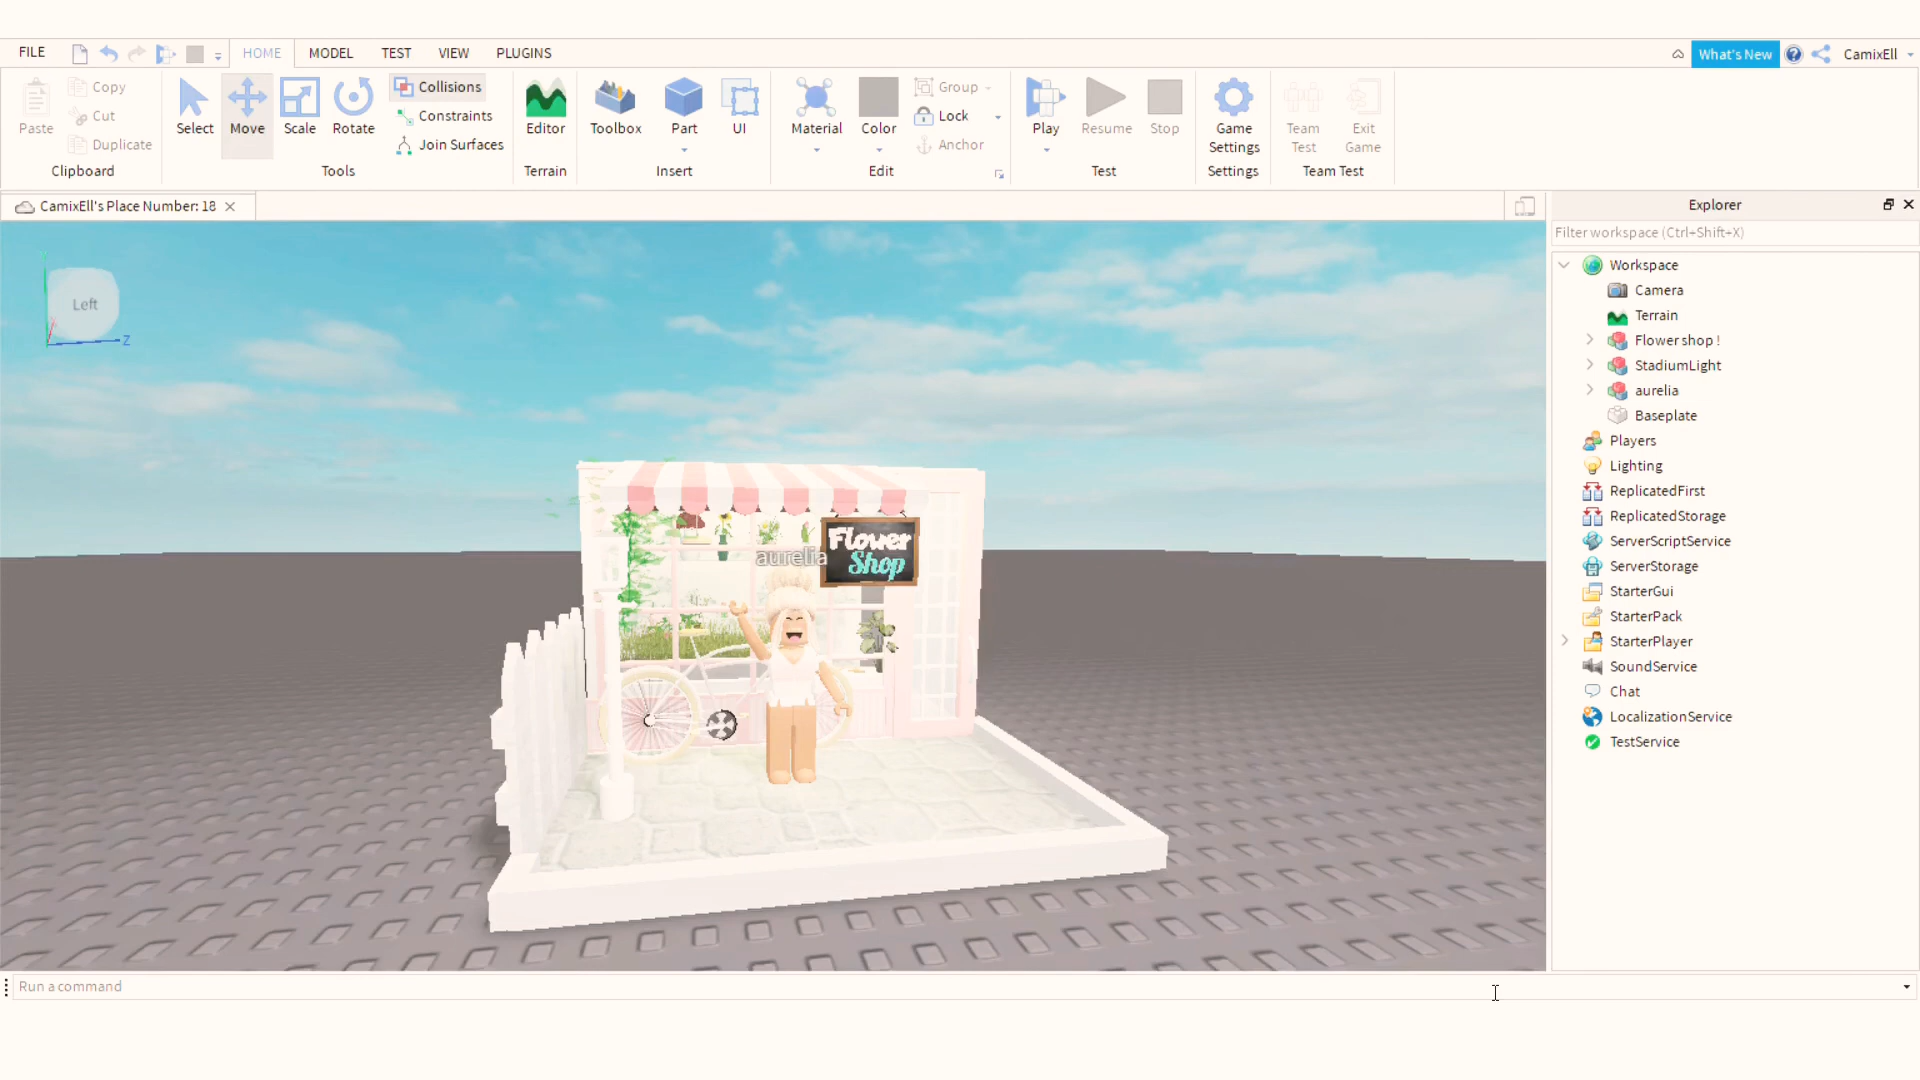 FILE HOME MODEL TEST VIEW PLUGINS What's New CamixEll
Paste Copy Cut Duplicate Select Move Scale Rotate Collisions Constraints Join Surfaces Editor Toolbox Part UI Material Color Group Lock Anchor Play Resume Stop Game Settings Team Test Exit Game
Clipboard Tools Terrain Insert Edit Test Settings Team Test
CamixEll's Place Number: 18
Explorer
Filter workspace (Ctrl+Shift+X)
Workspace
Camera
Terrain
Flower shop !
StadiumLight
aurelia
Baseplate
Players
Lighting
ReplicatedFirst
ReplicatedStorage
ServerScriptService
ServerStorage
StarterGui
StarterPack
StarterPlayer
SoundService
Chat
LocalizationService
TestService
Left
Z
aurelia
Flower
Shop
Run a command